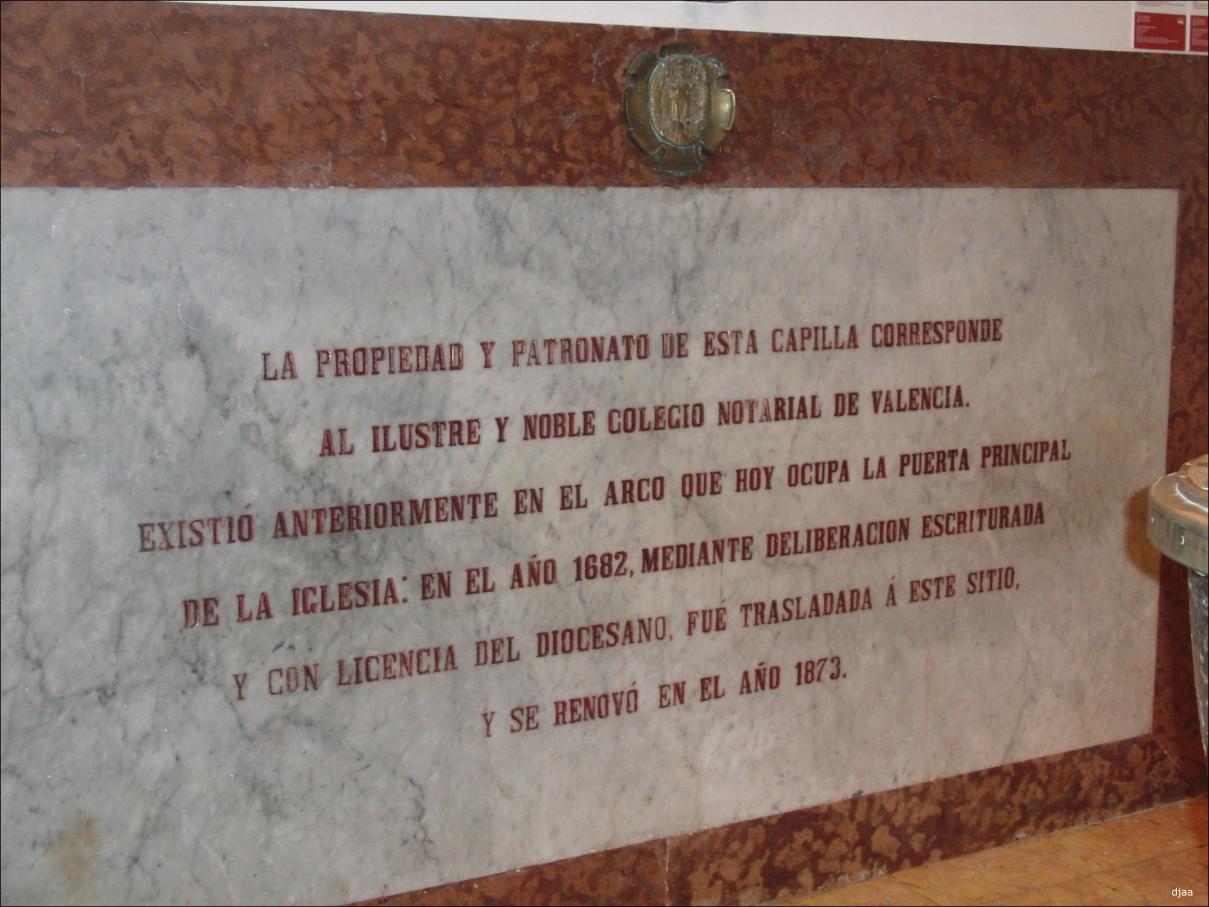 LA PROPIEDAD Y PATRONATO DE ESTA CAPILLA CORRESPONDE
AL ILUSTRE Y NOBLE COLEGIO NOTARIAL DE VALENCIA.
EXISTIÓ ANTERIORMENTE EN EL ARCO QUE HOY OCUPA LA PUERTA PRINCIPAL
DE LA IGLESIA: EN EL AÑO 1682, MEDIANTE DELIBERACION ESCRITURADA
Y CON LICENCIA DEL DIOCESANO, FUE TRASLADADA Á ESTE SITIO,
Y SE RENOVÓ EN EL AÑO 1873.
djaa